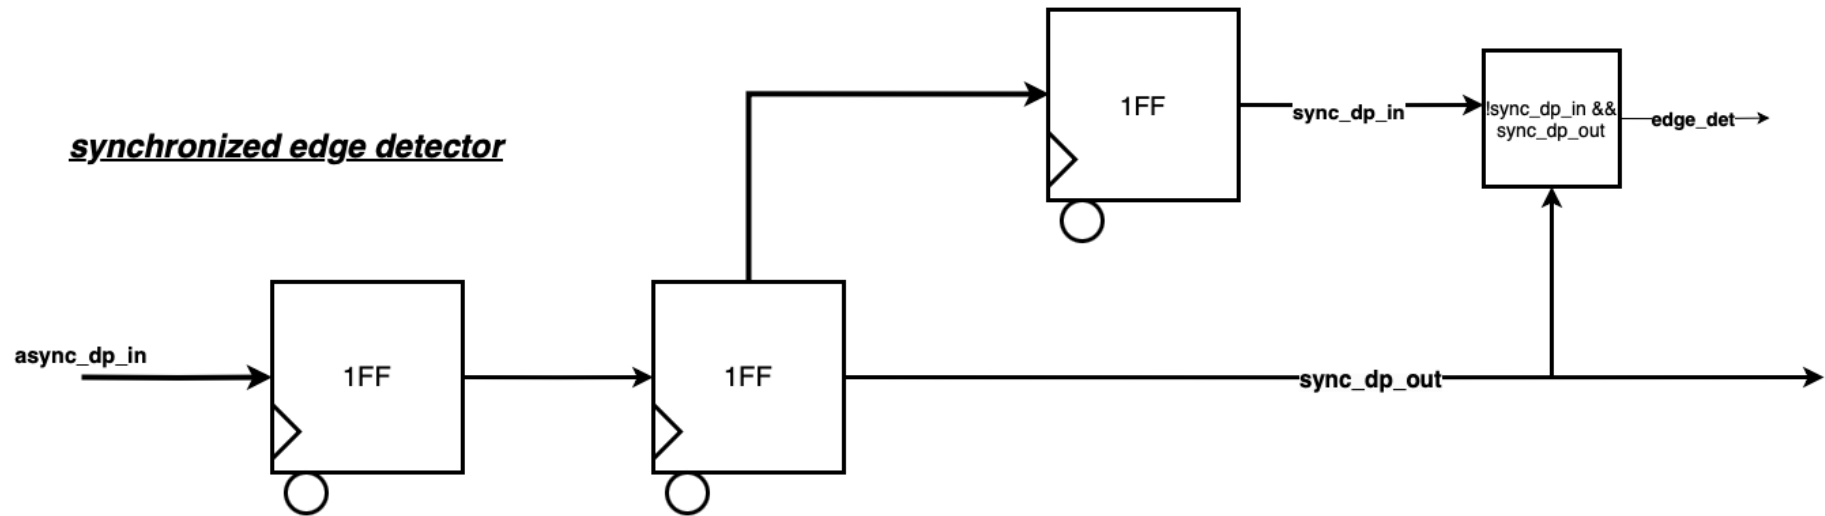 1FF
sync_dp_in
!sync_dp_in &&
sync_dp_out
edge_det
synchronized edge detector
async_dp_in
1FF
1FF
sync_dp_out